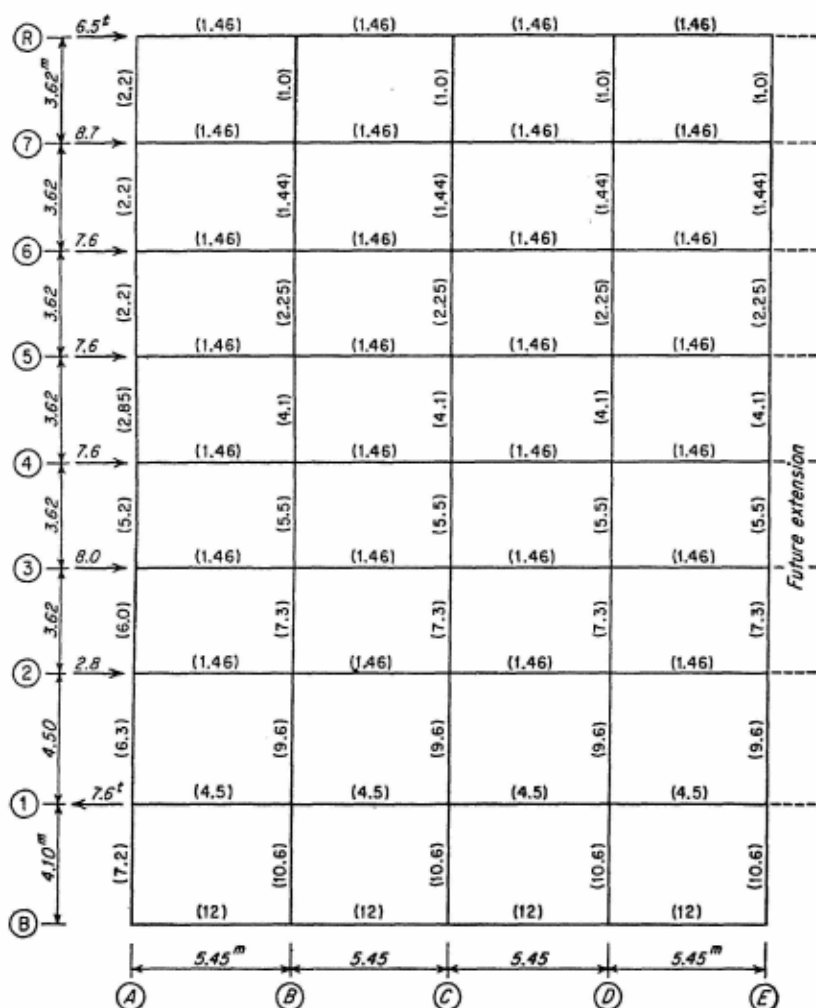 6.5t (1.46) (1.46) (1.46) (1.46)
R
3.62m (2.2) (1.0) (1.0) (1.0) (1.0)
8.7 (1.46) (1.46) (1.46) (1.46)
7
3.62 (2.2) (1.44) (1.44) (1.44) (1.44)
7.6 (1.46) (1.46) (1.46) (1.46)
6
3.62 (2.2) (2.25) (2.25) (2.25) (2.25)
7.6 (1.46) (1.46) (1.46) (1.46)
5
3.62 (2.85) (4.1) (4.1) (4.1) (4.1)
7.6 (1.46) (1.46) (1.46) (1.46)
4
3.62 (5.2) (5.5) (5.5) (5.5) (5.5)
Future extension
8.0 (1.46) (1.46) (1.46) (1.46)
3
3.62 (6.0) (7.3) (7.3) (7.3) (7.3)
2.8 (1.46) (1.46) (1.46) (1.46)
2
4.50 (6.3) (9.6) (9.6) (9.6) (9.6)
7.6t (4.5) (4.5) (4.5) (4.5)
1
4.10m (7.2) (10.6) (10.6) (10.6) (10.6)
(12) (12) (12) (12)
B
5.45m 5.45 5.45 5.45m
A B C D E